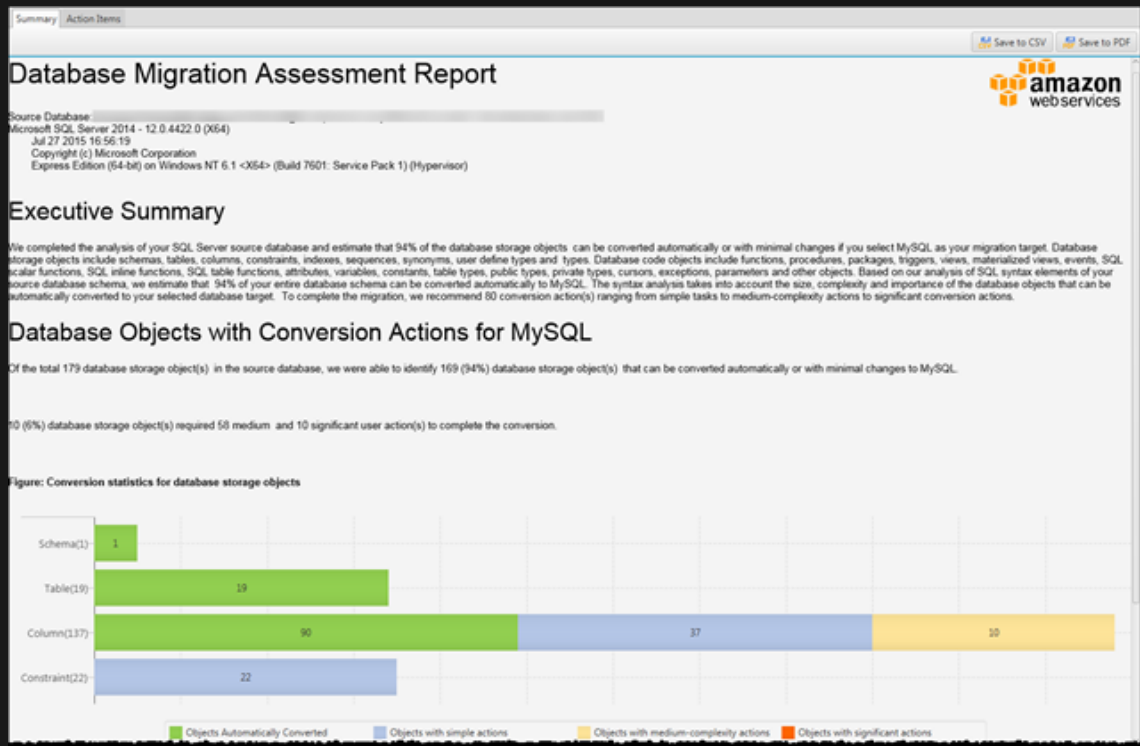 Summary Action Items
Save to CSV Save to PDF
Database Migration Assessment Report
amazon
webservices
Source Database:
Microsoft SQL Server 2014 - 12.0.4422.0 (X64)
Jul 27 2015 16:56:19
Copyright (c) Microsoft Corporation
Express Edition (64-bit) on Windows NT 6.1 <X64> (Build 7601: Service Pack 1) (Hypervisor)
Executive Summary
We completed the analysis of your SQL Server source database and estimate that 94% of the database storage objects can be converted automatically or with minimal changes if you select MySQL as your migration target. Database
storage objects include schemas, tables, columns, constraints, indexes, sequences, synonyms, user define types and types. Database code objects include functions, procedures, packages, triggers, views, materialized views, events, SQL
scalar functions, SQL inline functions, SQL table functions, attributes, variables, constants, table types, public types, private types, cursors, exceptions, parameters and other objects. Based on our analysis of SQL syntax elements of your
source database schema, we estimate that 94% of your entire database schema can be converted automatically to MySQL. The syntax analysis takes into account the size, complexity and importance of the database objects that can be
automatically converted to your selected database target. To complete the migration, we recommend 80 conversion action(s) ranging from simple tasks to medium-complexity actions to significant conversion actions.
Database Objects with Conversion Actions for MySQL
Of the total 179 database storage object(s) in the source database, we were able to identify 169 (94%) database storage object(s) that can be converted automatically or with minimal changes to MySQL.
10 (6%) database storage object(s) required 58 medium and 10 significant user action(s) to complete the conversion.
Figure: Conversion statistics for database storage objects
Schema(1) 1
Table(19) 19
Column(137) 90 37 10
Constraint(22) 22
Objects Automatically Converted Objects with simple actions Objects with medium-complexity actions Objects with significant actions